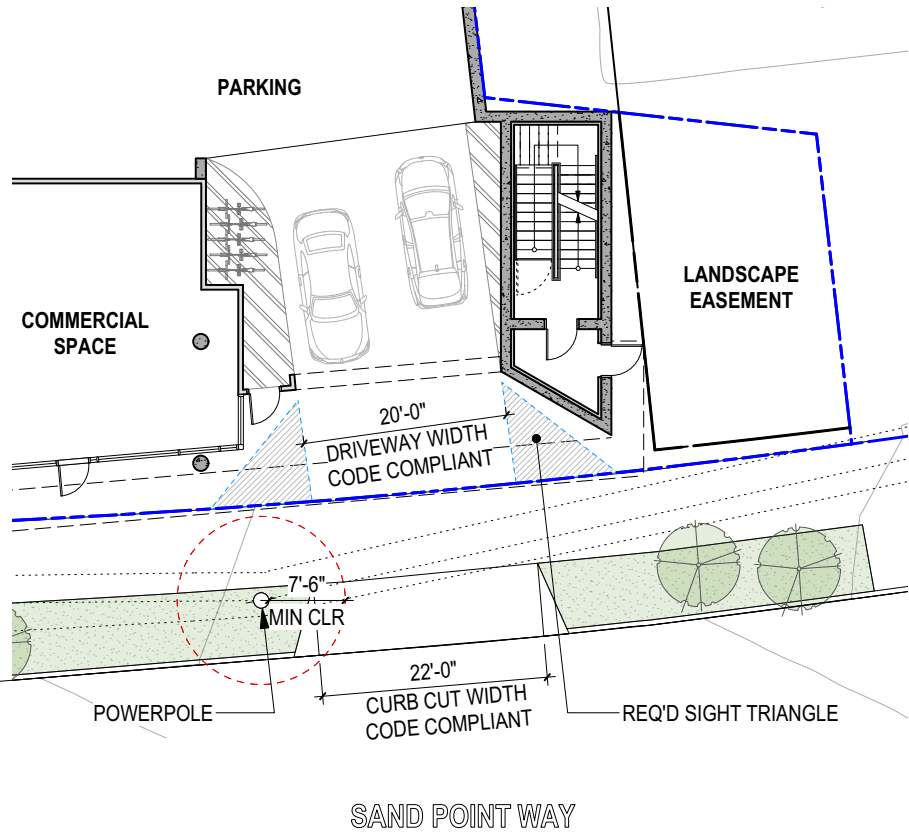 PARKING
LANDSCAPE
EASEMENT
COMMERCIAL
SPACE
20'-0"
DRIVEWAY WIDTH
CODE COMPLIANT
7'-6"
MIN CLR
22'-0"
CURB CUT WIDTH
CODE COMPLIANT
POWERPOLE
REQ'D SIGHT TRIANGLE
SAND POINT WAY